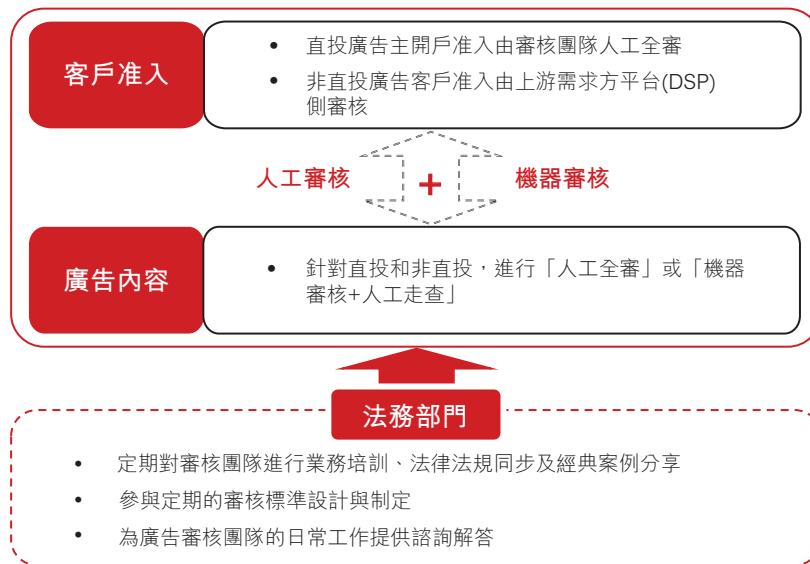 客戶准入
• 直投廣告主開戶准入由審核團隊人工全審
• 非直投廣告客戶准入由上游需求方平台(DSP)
側審核
人工審核 + 機器審核
廣告內容
• 針對直投和非直投，進行「人工全審」或「機器
審核+人工走查」
法務部門
• 定期對審核團隊進行業務培訓、法律法規同步及經典案例分享
• 參與定期的審核標準設計與制定
• 為廣告審核團隊的日常工作提供諮詢解答